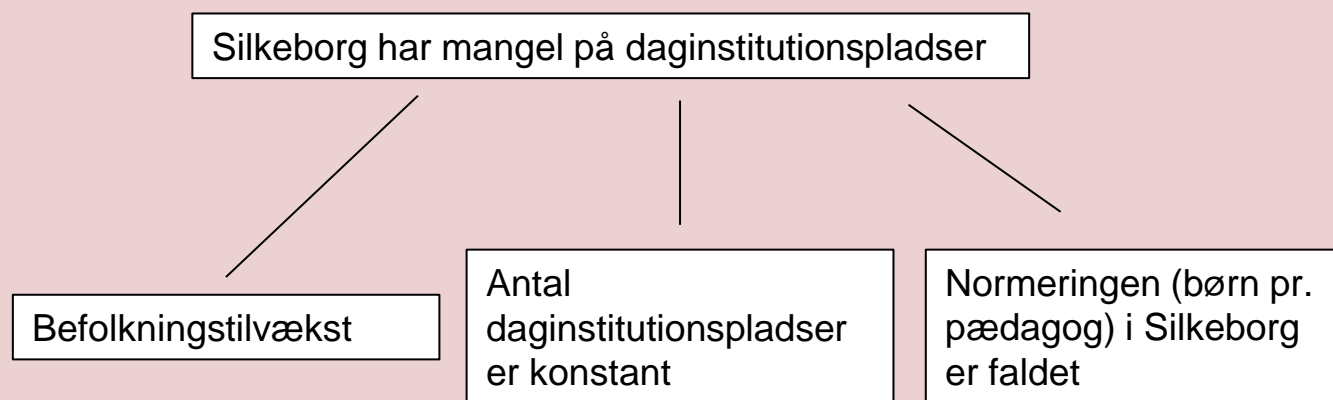 Silkeborg har mangel på daginstitutionspladser
Befolkningstilvækst
Antal
daginstitutionspladser
er konstant
Normeringen (børn pr.
pædagog) i Silkeborg
er faldet